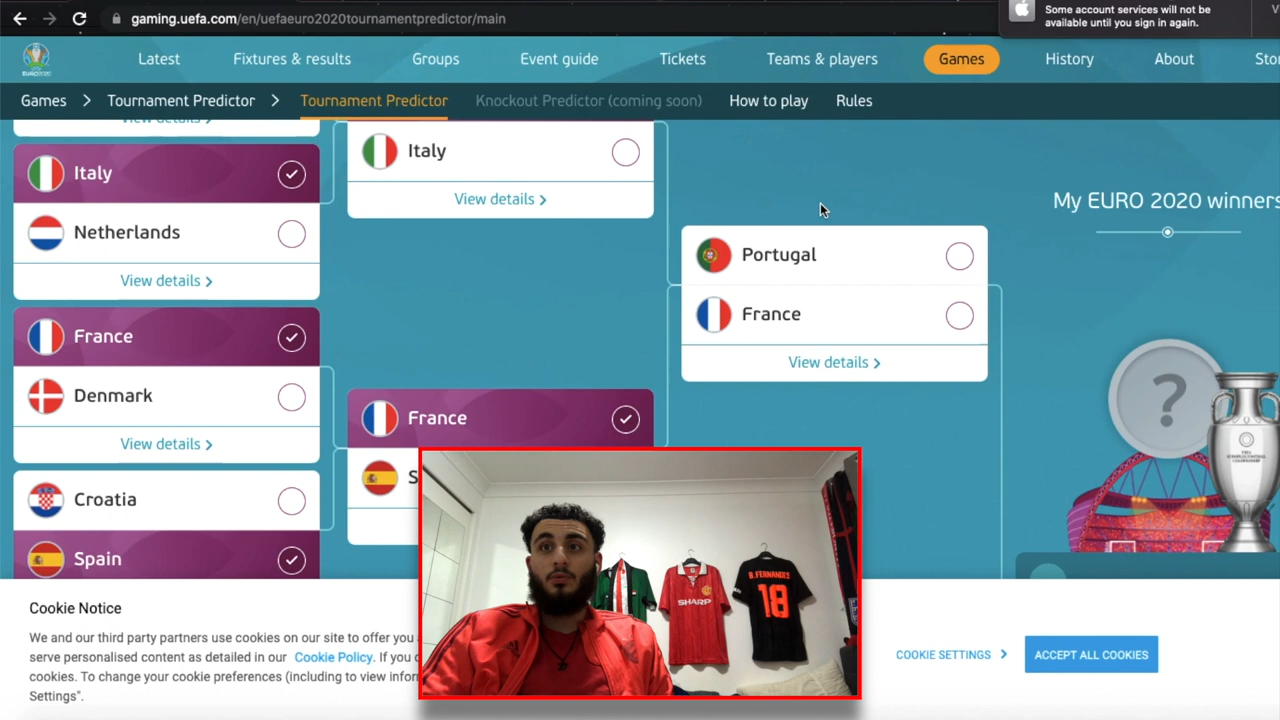 gaming.uefa.com/en/uefaeuro2020tournamentpredictor/main
Some account services will not be
available until you sign in again.
Latest
Fixtures & results
Groups
Event guide
Tickets
Teams & players
Games
History
About
EURO2020
Games
Tournament Predictor
Tournament Predictor
Knockout Predictor (coming soon)
How to play
Rules
View details
Italy
Netherlands
View details
France
Denmark
View details
Croatia
Spain
Italy
View details
France
S
Portugal
France
View details
My EURO 2020 winners
?
SHARP
B.FERNANDES
18
Cookie Notice
We and our third party partners use cookies on our site to offer you
serve personalised content as detailed in our Cookie Policy. If you
cookies. To change your cookie preferences (including to view
Settings".
COOKIE SETTINGS
ACCEPT ALL COOKIES